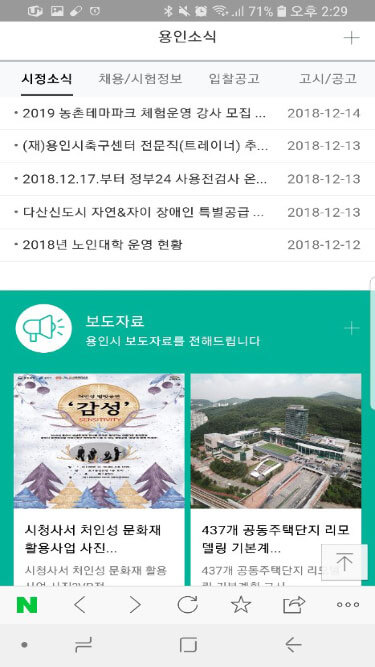 71% 오후 2:29
용인소식
시정소식 채용/시험정보 입찰공고 고시/공고
• 2019 농촌테마파크 체험운영 강사 모집 ... 2018-12-14
• (재)용인시축구센터 전문직(트레이너) 추... 2018-12-13
• 2018.12.17.부터 정부24 사용전검사 온... 2018-12-13
• 다산신도시 자연&자이 장애인 특별공급 ... 2018-12-13
• 2018년 노인대학 운영 현황 2018-12-12
보도자료
용인시 보도자료를 전해드립니다
'감성'
SENSITIVITY
시청사서 처인성 문화재
활용사업 사진...
시청사서 처인성 문화재 활용
437개 공동주택단지 리모
델링 기본계...
437개 공동주택단지 리모델
N